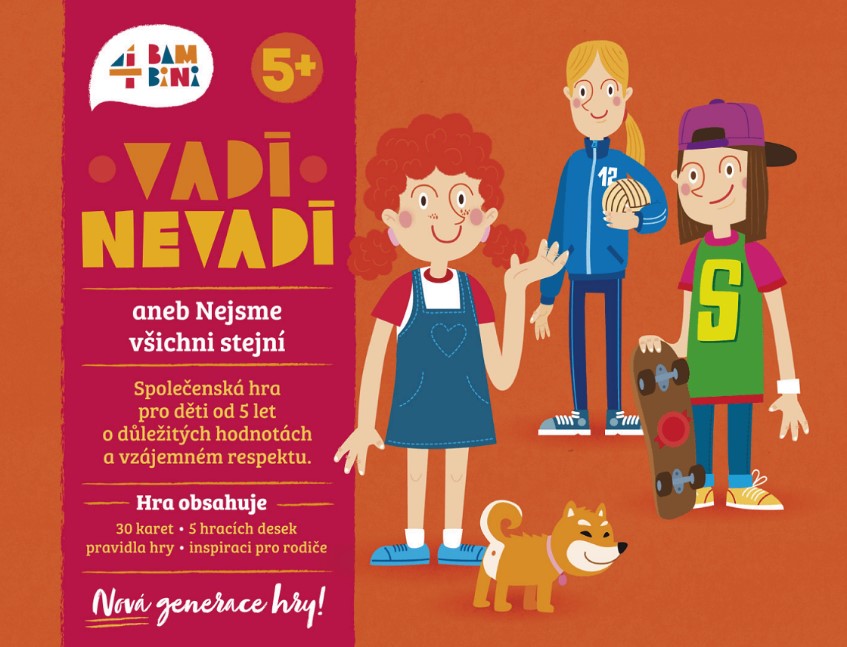 4 BAM
BINI
5+
VADÍ
NEVADÍ
aneb Nejsme
všichni stejní
Společenská hra
pro děti od 5 let
o důležitých hodnotách
a vzájemném respektu.
Hra obsahuje
30 karet • 5 hracích desek
pravidla hry • inspiraci pro rodiče
Nová generace hry!
12
S